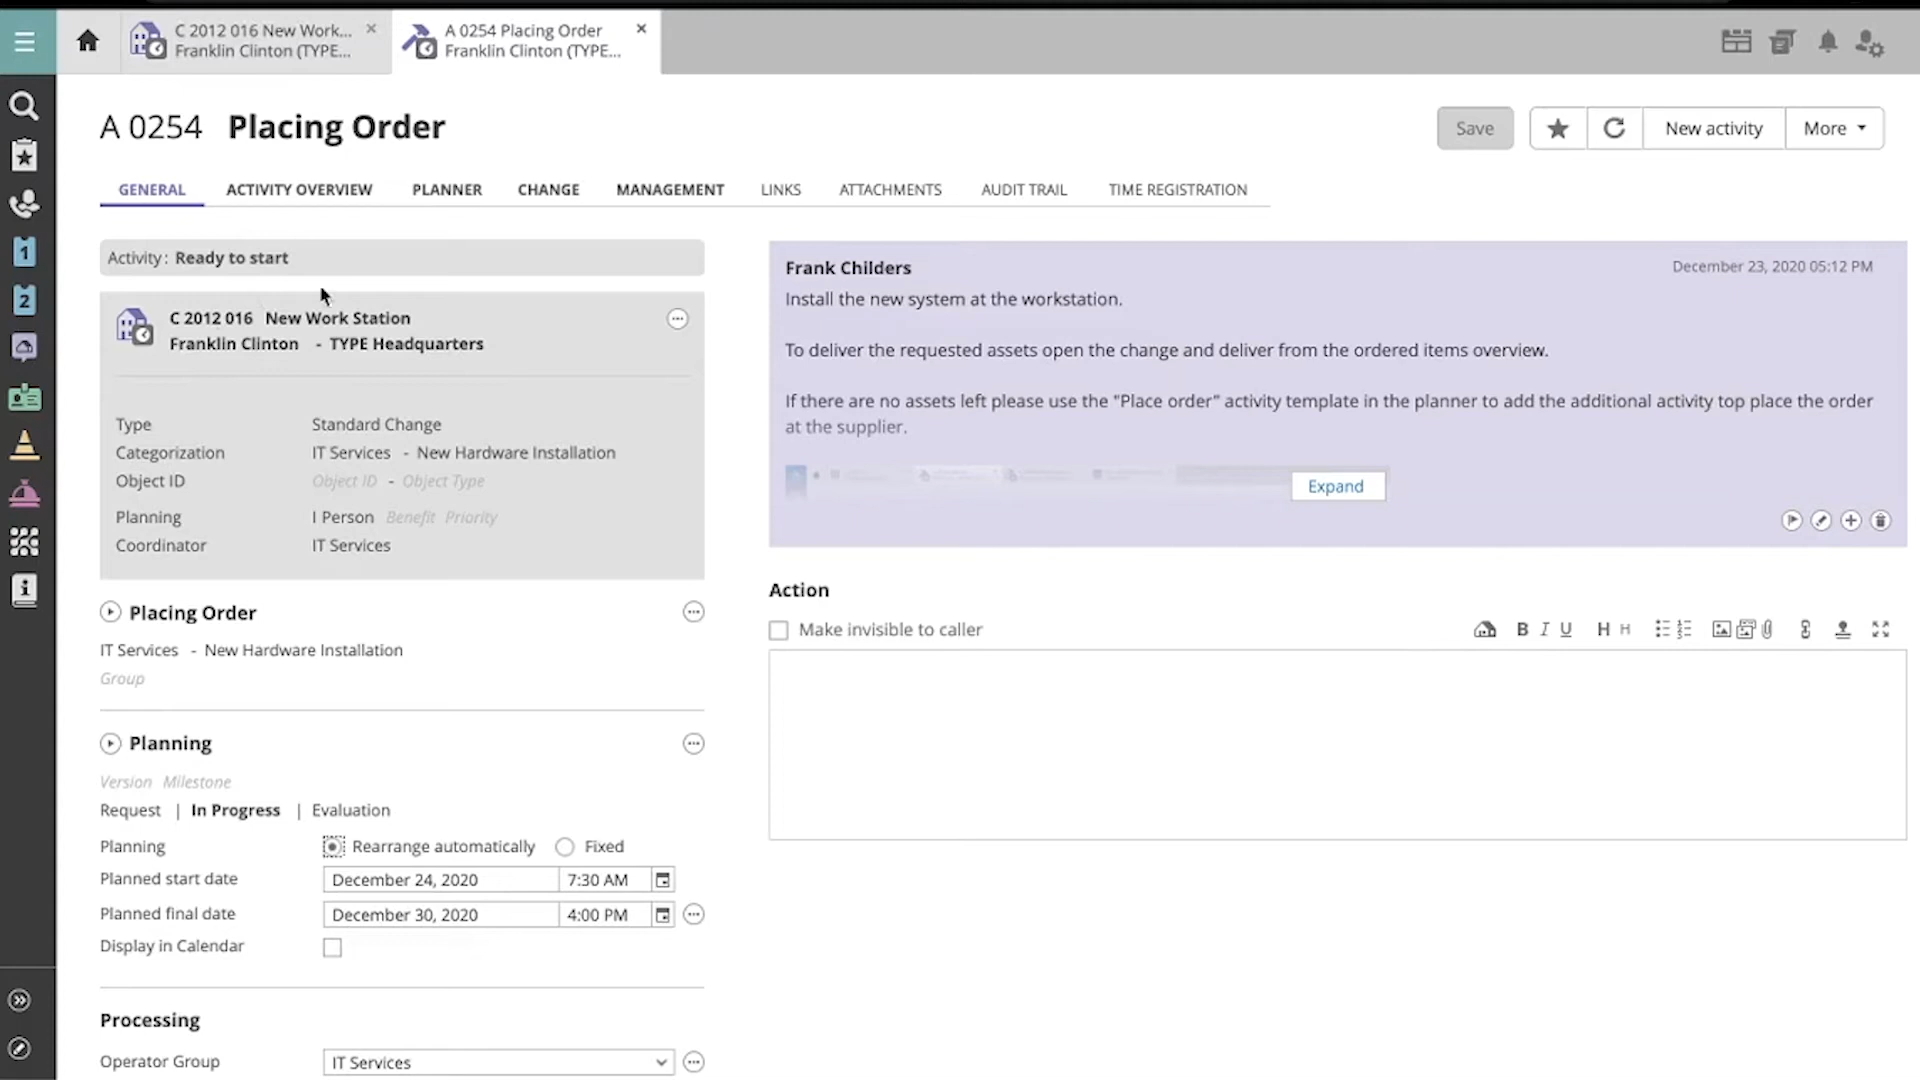 C 2012 016 New Work...
Franklin Clinton (TYPE...
A 0254 Placing Order
Franklin Clinton (TYPE...
A 0254 Placing Order
Save
New activity
More
GENERAL
ACTIVITY OVERVIEW
PLANNER
CHANGE
MANAGEMENT
LINKS
ATTACHMENTS
AUDIT TRAIL
TIME REGISTRATION
1
2
Activity: Ready to start
C 2012 016 New Work Station
Franklin Clinton - TYPE Headquarters
Type Standard Change
Categorization IT Services - New Hardware Installation
Object ID Object ID - Object Type
Planning I Person Benefit Priority
Coordinator IT Services
Placing Order
IT Services - New Hardware Installation
Group
Planning
Version Milestone
Request | In Progress | Evaluation
Planning Rearrange automatically Fixed
Planned start date December 24, 2020 7:30 AM
Planned final date December 30, 2020 4:00 PM
Display in Calendar
Processing
Operator Group IT Services
Frank Childers December 23, 2020 05:12 PM
Install the new system at the workstation.
To deliver the requested assets open the change and deliver from the ordered items overview.
If there are no assets left please use the "Place order" activity template in the planner to add the additional activity top place the order
at the supplier.
Expand
Action
Make invisible to caller
B I U H H